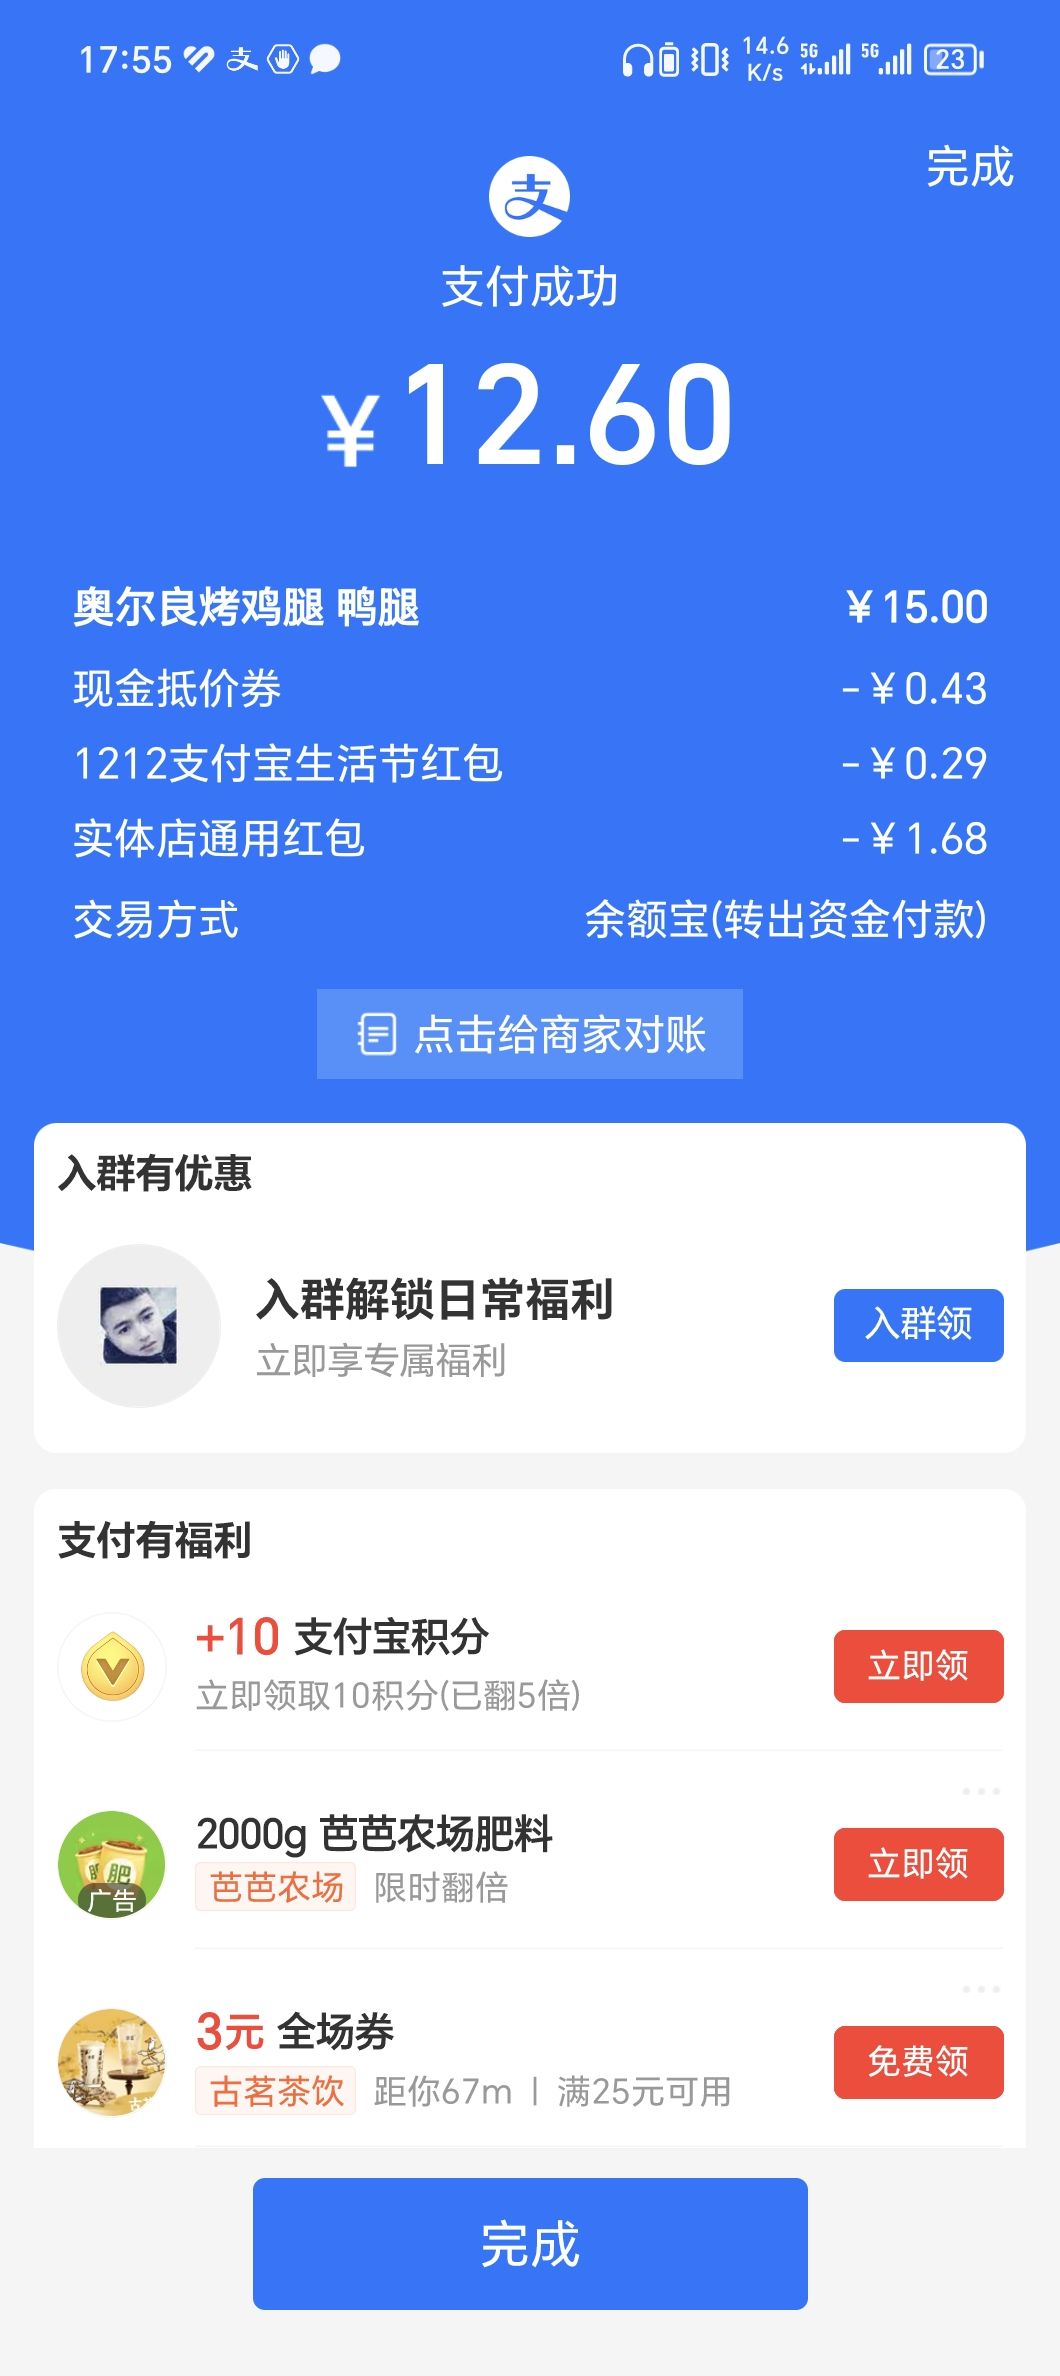 17:55
14.6
K/s
5G
5G
23
完成
支
支付成功
¥12.60
奥尔良烤鸡腿 鸭腿
¥15.00
现金抵价券
-¥0.43
1212支付宝生活节红包
-¥0.29
实体店通用红包
-¥1.68
交易方式
余额宝(转出资金付款)
点击给商家对账
入群有优惠
入群解锁日常福利
立即享专属福利
入群领
支付有福利
+10 支付宝积分
立即领取10积分(已翻5倍)
立即领
2000g 芭芭农场肥料
芭芭农场 限时翻倍
肥
广告
立即领
3元 全场券
古茗茶饮 距你67m | 满25元可用
免费领
完成